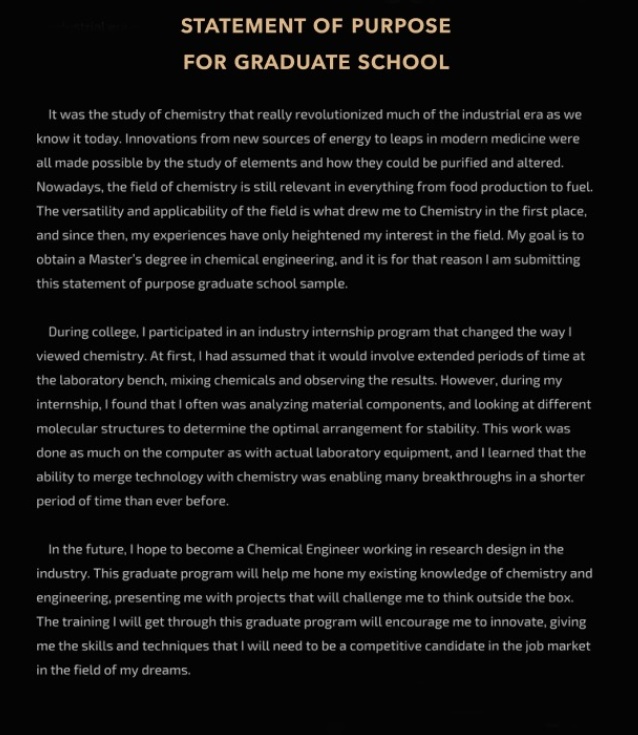 STATEMENT OF PURPOSE
FOR GRADUATE SCHOOL
It was the study of chemistry that really revolutionized much of the industrial era as we
know it today. Innovations from new sources of energy to leaps in modern medicine were
all made possible by the study of elements and how they could be purified and altered.
Nowadays, the field of chemistry is still relevant in everything from food production to fuel.
The versatility and applicability of the field is what drew me to Chemistry in the first place,
and since then, my experiences have only heightened my interest in the field. My goal is to
obtain a Master's degree in chemical engineering, and it is for that reason I am submitting
this statement of purpose graduate school sample.
During college, I participated in an industry internship program that changed the way I
viewed chemistry. At first, I had assumed that it would involve extended periods of time at
the laboratory bench, mixing chemicals and observing the results. However, during my
internship, I found that I often was analyzing material components, and looking at different
molecular structures to determine the optimal arrangement for stability. This work was
done as much on the computer as with actual laboratory equipment, and I learned that the
ability to merge technology with chemistry was enabling many breakthroughs in a shorter
period of time than ever before.
In the future, I hope to become a Chemical Engineer working in research design in the
industry. This graduate program will help me hone my existing knowledge of chemistry and
engineering, presenting me with projects that will challenge me to think outside the box.
The training I will get through this graduate program will encourage me to innovate, giving
me the skills and techniques that I will need to be a competitive candidate in the job market
in the field of my dreams.